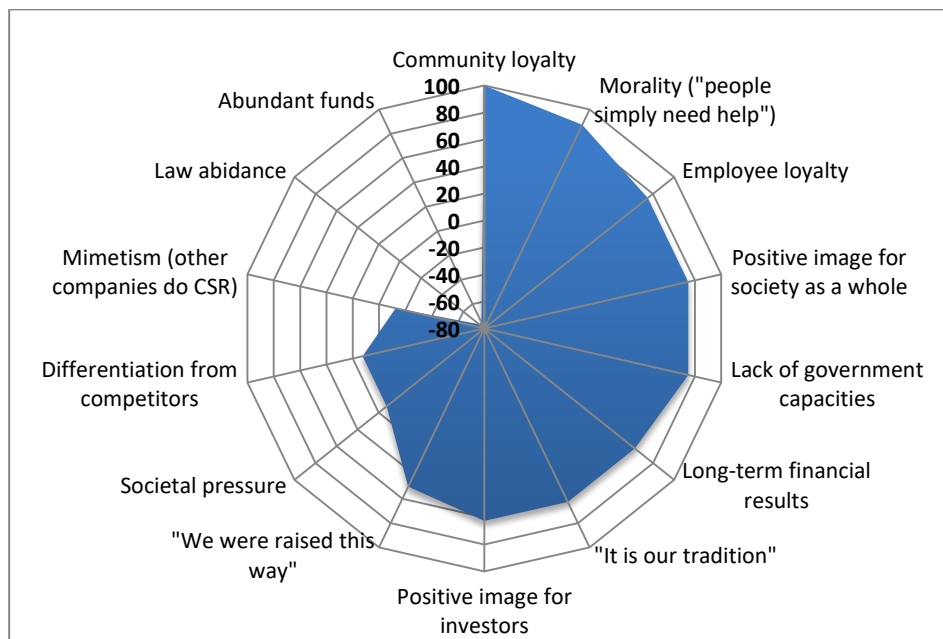 Community loyalty
Morality ("people
simply need help")
Employee loyalty
Positive image for
society as a whole
Lack of government
capacities
Long-term financial
results
"It is our tradition"
Positive image for
investors
"We were raised this
way"
Societal pressure
Differentiation from
competitors
Mimetism (other
companies do CSR)
Law abidance
Abundant funds
100
80
60
40
20
0
-20
-40
-60
-80